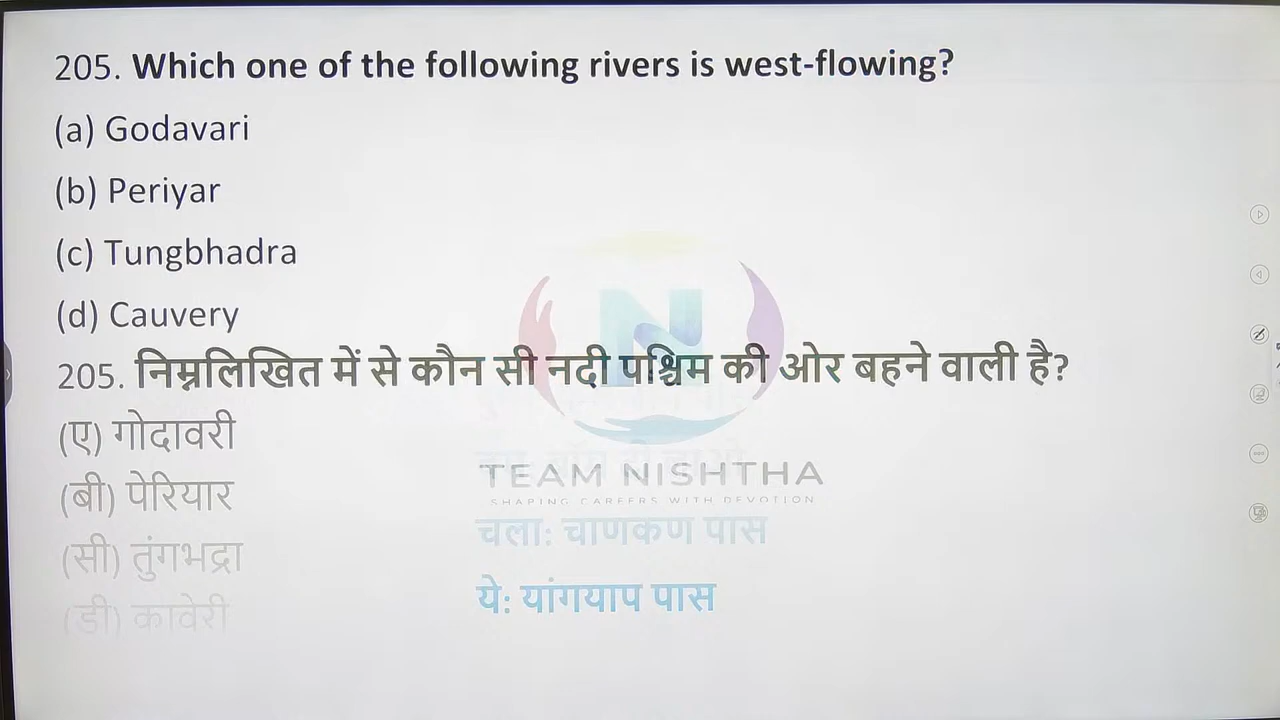 205. Which one of the following rivers is west-flowing?
(a) Godavari
(b) Periyar
(c) Tungbhadra
(d) Cauvery
205. निम्नलिखित में से कौन सी नदी पश्चिम की ओर बहने वाली है?
(ए) गोदावरी
(बी) पेरियार
(सी) तुंगभद्रा
(डी) कावेरी
TEAM NISHTHA
SHAPING CAREERS WITH DEVOTION
चला: चाणकण पास
ये: यांगयाप पास